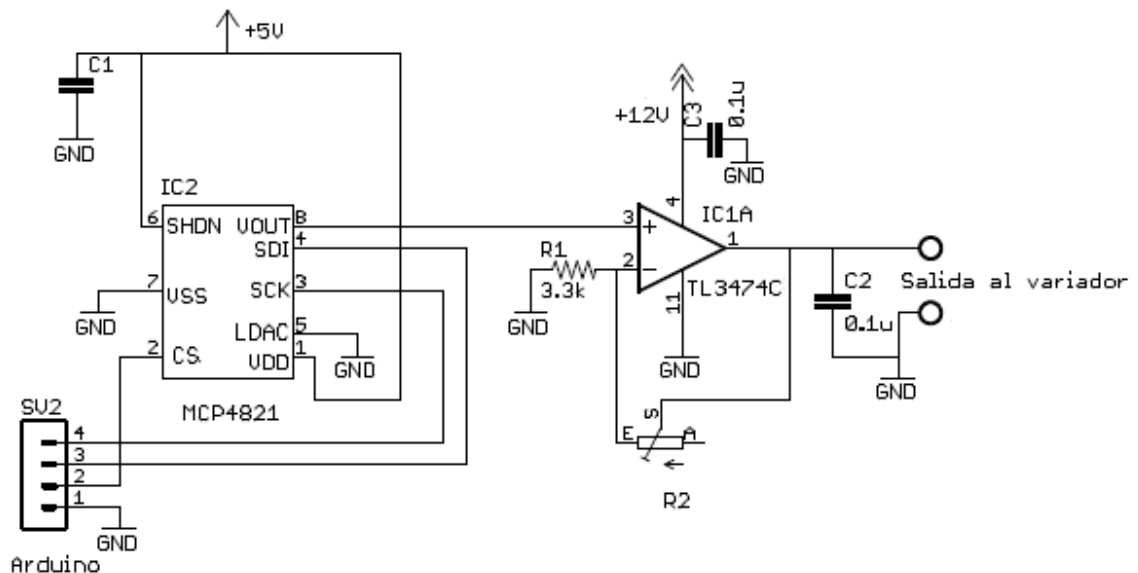 +5V
C1
GND
IC2
6 SHDN VOUT 8
SDI 4
7 VSS SCK 3
GND
LDAC 5
2 CS VDD 1
GND
MCP4821
SV2
4
3
2
1
GND
Arduino
+12V
C3
0.1u
GND
4
IC1A
3 +
1
R1
2 −
TL3474C
3.3k
11
GND
GND
C2
0.1u
Salida al variador
GND
S
E A
R2